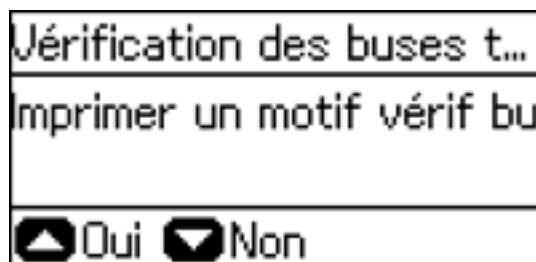 Vérification des buses t...
Imprimer un motif vérif bu
Oui Non